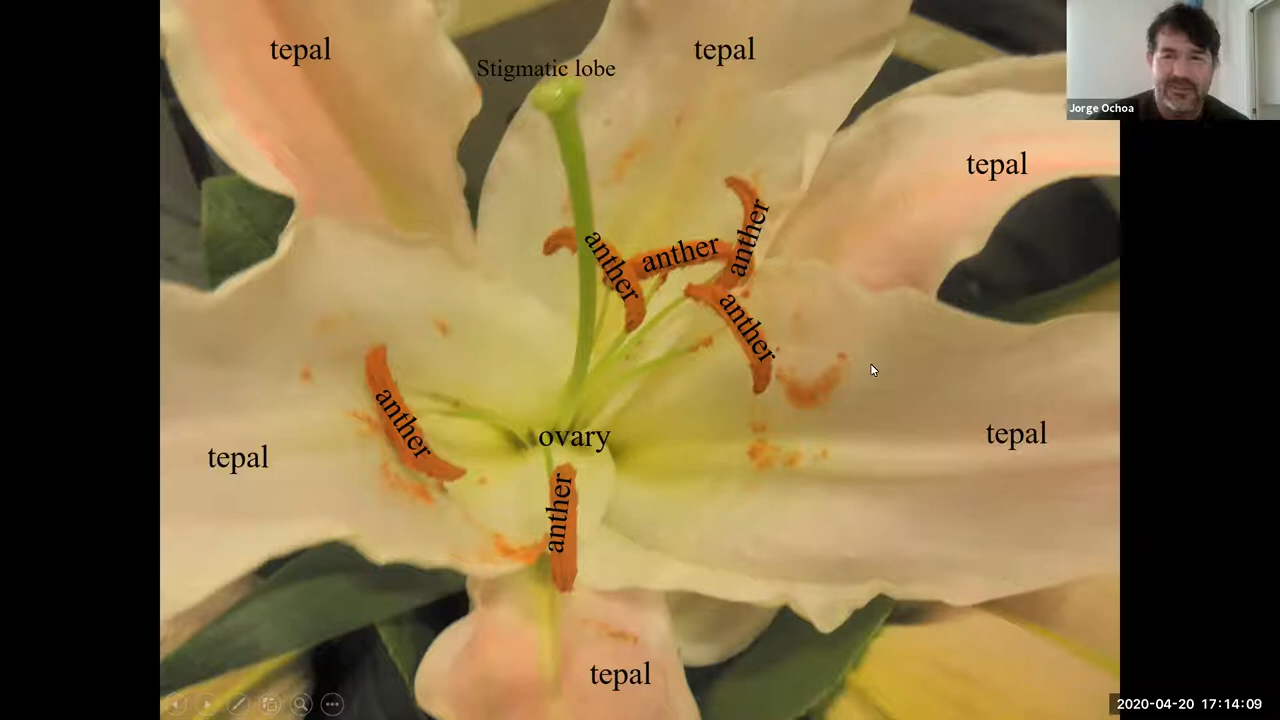 tepal
tepal
Stigmatic lobe
Jorge Ochoa
tepal
anther
anther
anther
anther
anther
ovary
tepal
tepal
anther
tepal
2020-04-20 17:14:09